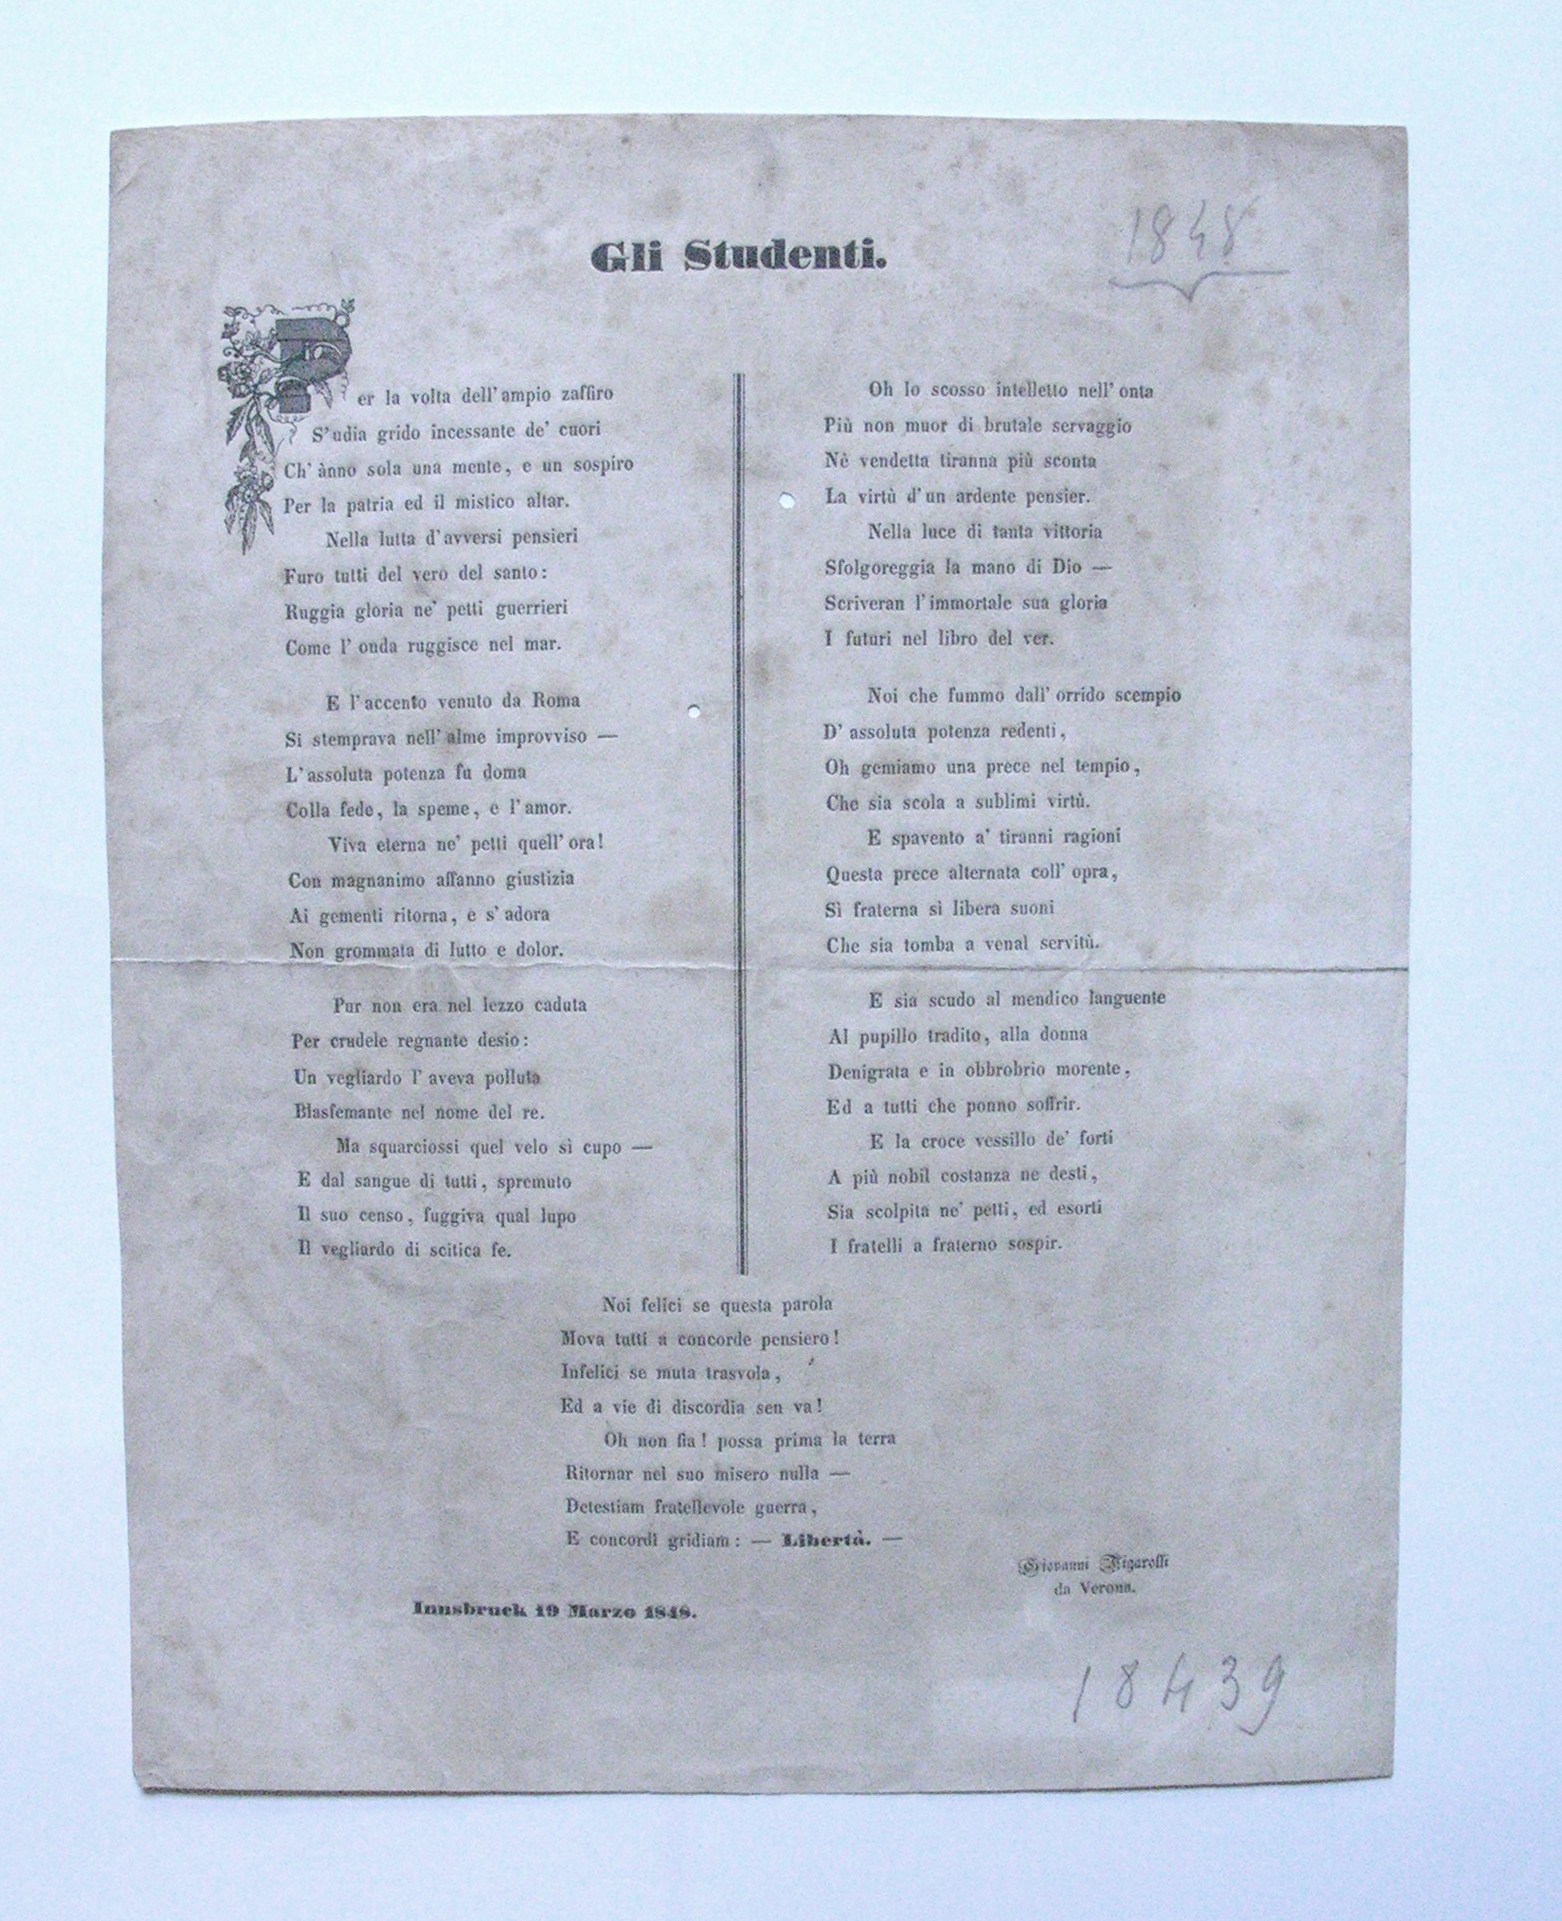 1848
Gli Studenti.
Per la volta dell' ampio zaffiro
S'udia grido incessante de' cuori
Ch' ànno sola una mente, e un sospiro
Per la patria ed il mistico altar.
Nella lutta d'avversi pensieri
Furo tutti del vero del santo:
Ruggia gloria ne' petti guerrieri
Come l' onda ruggisce nel mar.
E l'accento venuto da Roma
Si stemprava nell' alme improvviso —
L'assoluta potenza fu doma
Colla fede, la speme, e l'amor.
Viva eterna ne' petti quell' ora!
Con magnanimo affanno giustizia
Ai gementi ritorna, e s'adora
Non grommata di lutto e dolor.
Pur non era nel lezzo caduta
Per crudele regnante desio:
Un vegliardo l' aveva polluta
Blasfemante nel nome del re.
Ma squarciossi quel velo sì cupo —
E dal sangue di tutti, spremuto
Il suo censo, fuggiva qual lupo
Il vegliardo di scitica fe.
Oh lo scosso intelletto nell' onta
Più non muor di brutale servaggio
Nè vendetta tiranna più sconta
La virtù d'un ardente pensier.
Nella luce di tanta vittoria
Sfolgoreggia la mano di Dio —
Scriveran l'immortale sua gloria
I futuri nel libro del ver.
Noi che fummo dall' orrido scempio
D' assoluta potenza redenti,
Oh gemiamo una prece nel tempio,
Che sia scola a sublimi virtù.
E spavento a' tiranni ragioni
Questa prece alternata coll' opra,
Sì fraterna sì libera suoni
Che sia tomba a venal servitù.
E sia scudo al mendico languente
Al pupillo tradito, alla donna
Denigrata e in obbrobrio morente,
Ed a tutti che ponno soffrir.
E la croce vessillo de' forti
A più nobil costanza ne desti,
Sia scolpita ne' petti, ed esorti
I fratelli a fraterno sospir.
Noi felici se questa parola
Mova tutti a concorde pensiero!
Infelici se muta trasvola,
Ed a vie di discordia sen va!
Oh non fia! possa prima la terra
Ritornar nel suo misero nulla —
Detestiam fratellevole guerra,
E concordi gridiam: — Libertà. —
Giovanni
da Verona.
Innsbruck 19 Marzo 1848.
18439